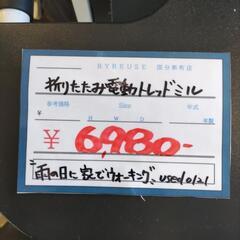 BYREUSE 国分寺町店
折りたたみ電動トレッドミル
参考価格 Size 年式
¥ H W D 年製
¥6,980-
雨の日に家でウォーキング、used 0121